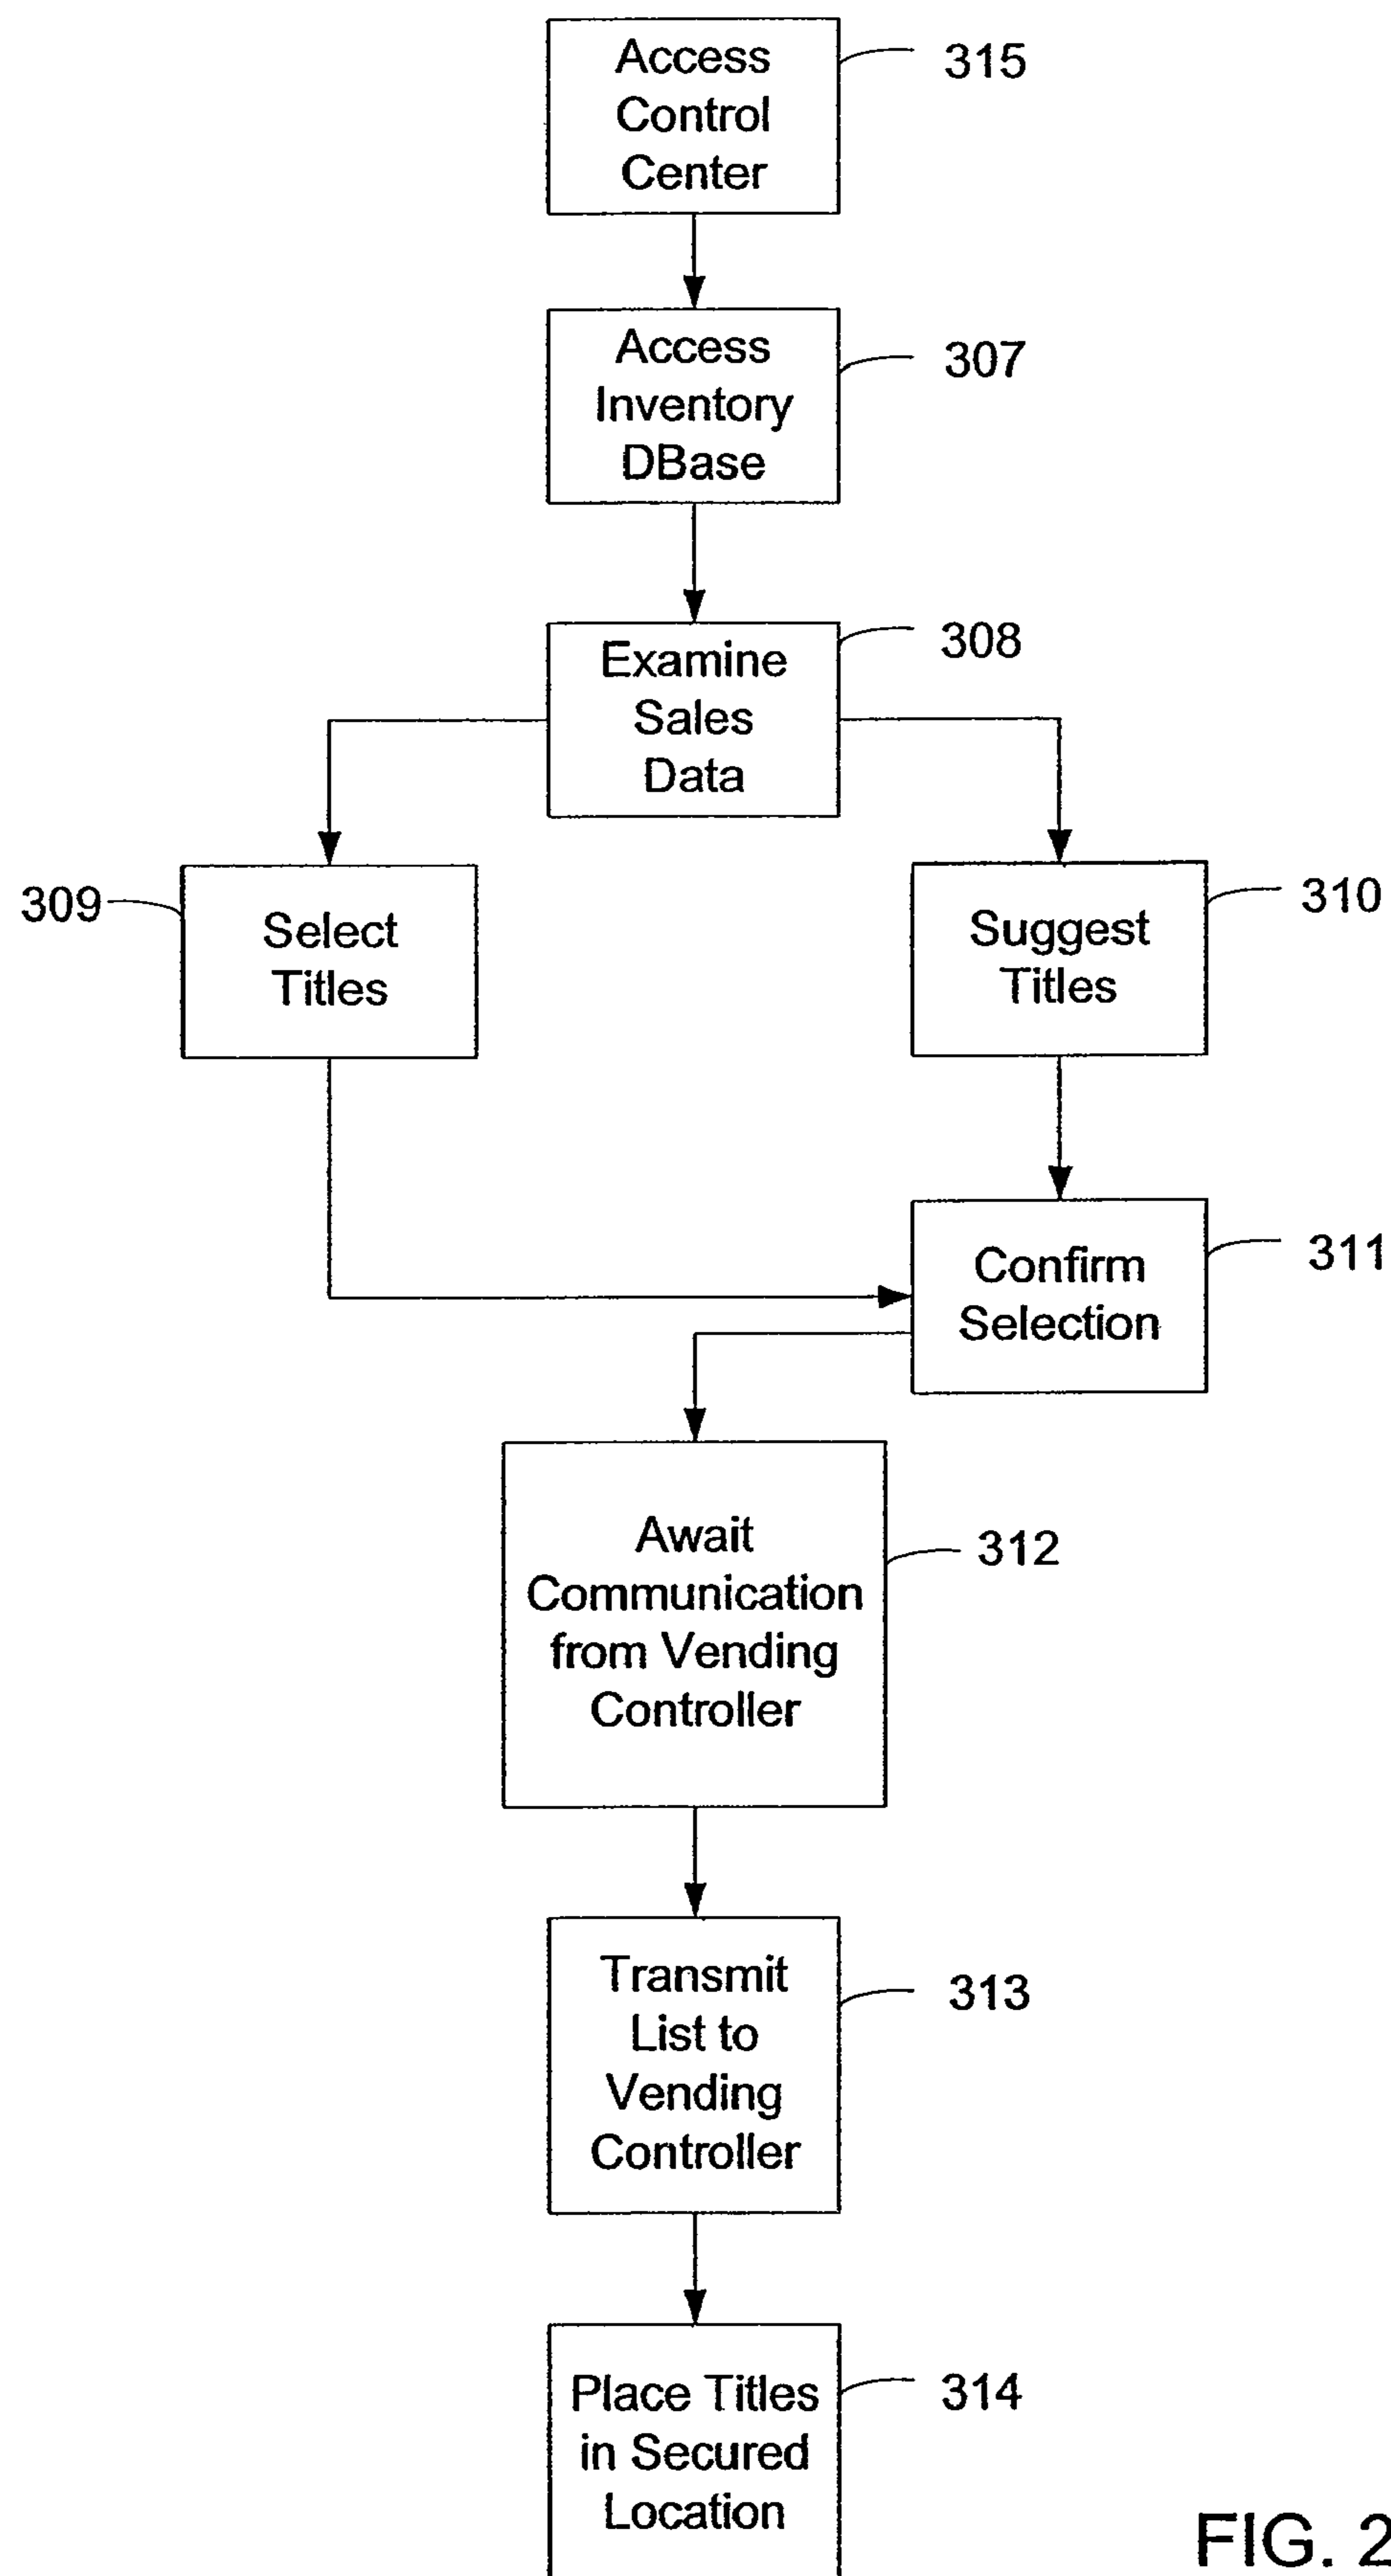 Access
Control
Center
315
Access
Inventory
DBase
307
Examine
Sales
Data
308
309
Select
Titles
Suggest
Titles
310
Confirm
Selection
311
Await
Communication
from Vending
Controller
312
Transmit
List to
Vending
Controller
313
Place Titles
in Secured
Location
314
FIG. 2